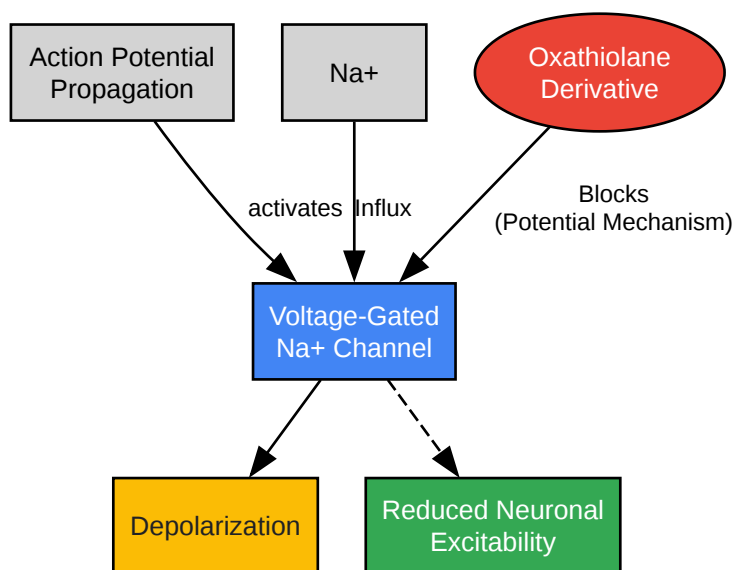 Action Potential
Propagation
Na+
Oxathiolane
Derivative
activates
Influx
Blocks
(Potential Mechanism)
Voltage-Gated
Na+ Channel
Depolarization
Reduced Neuronal
Excitability